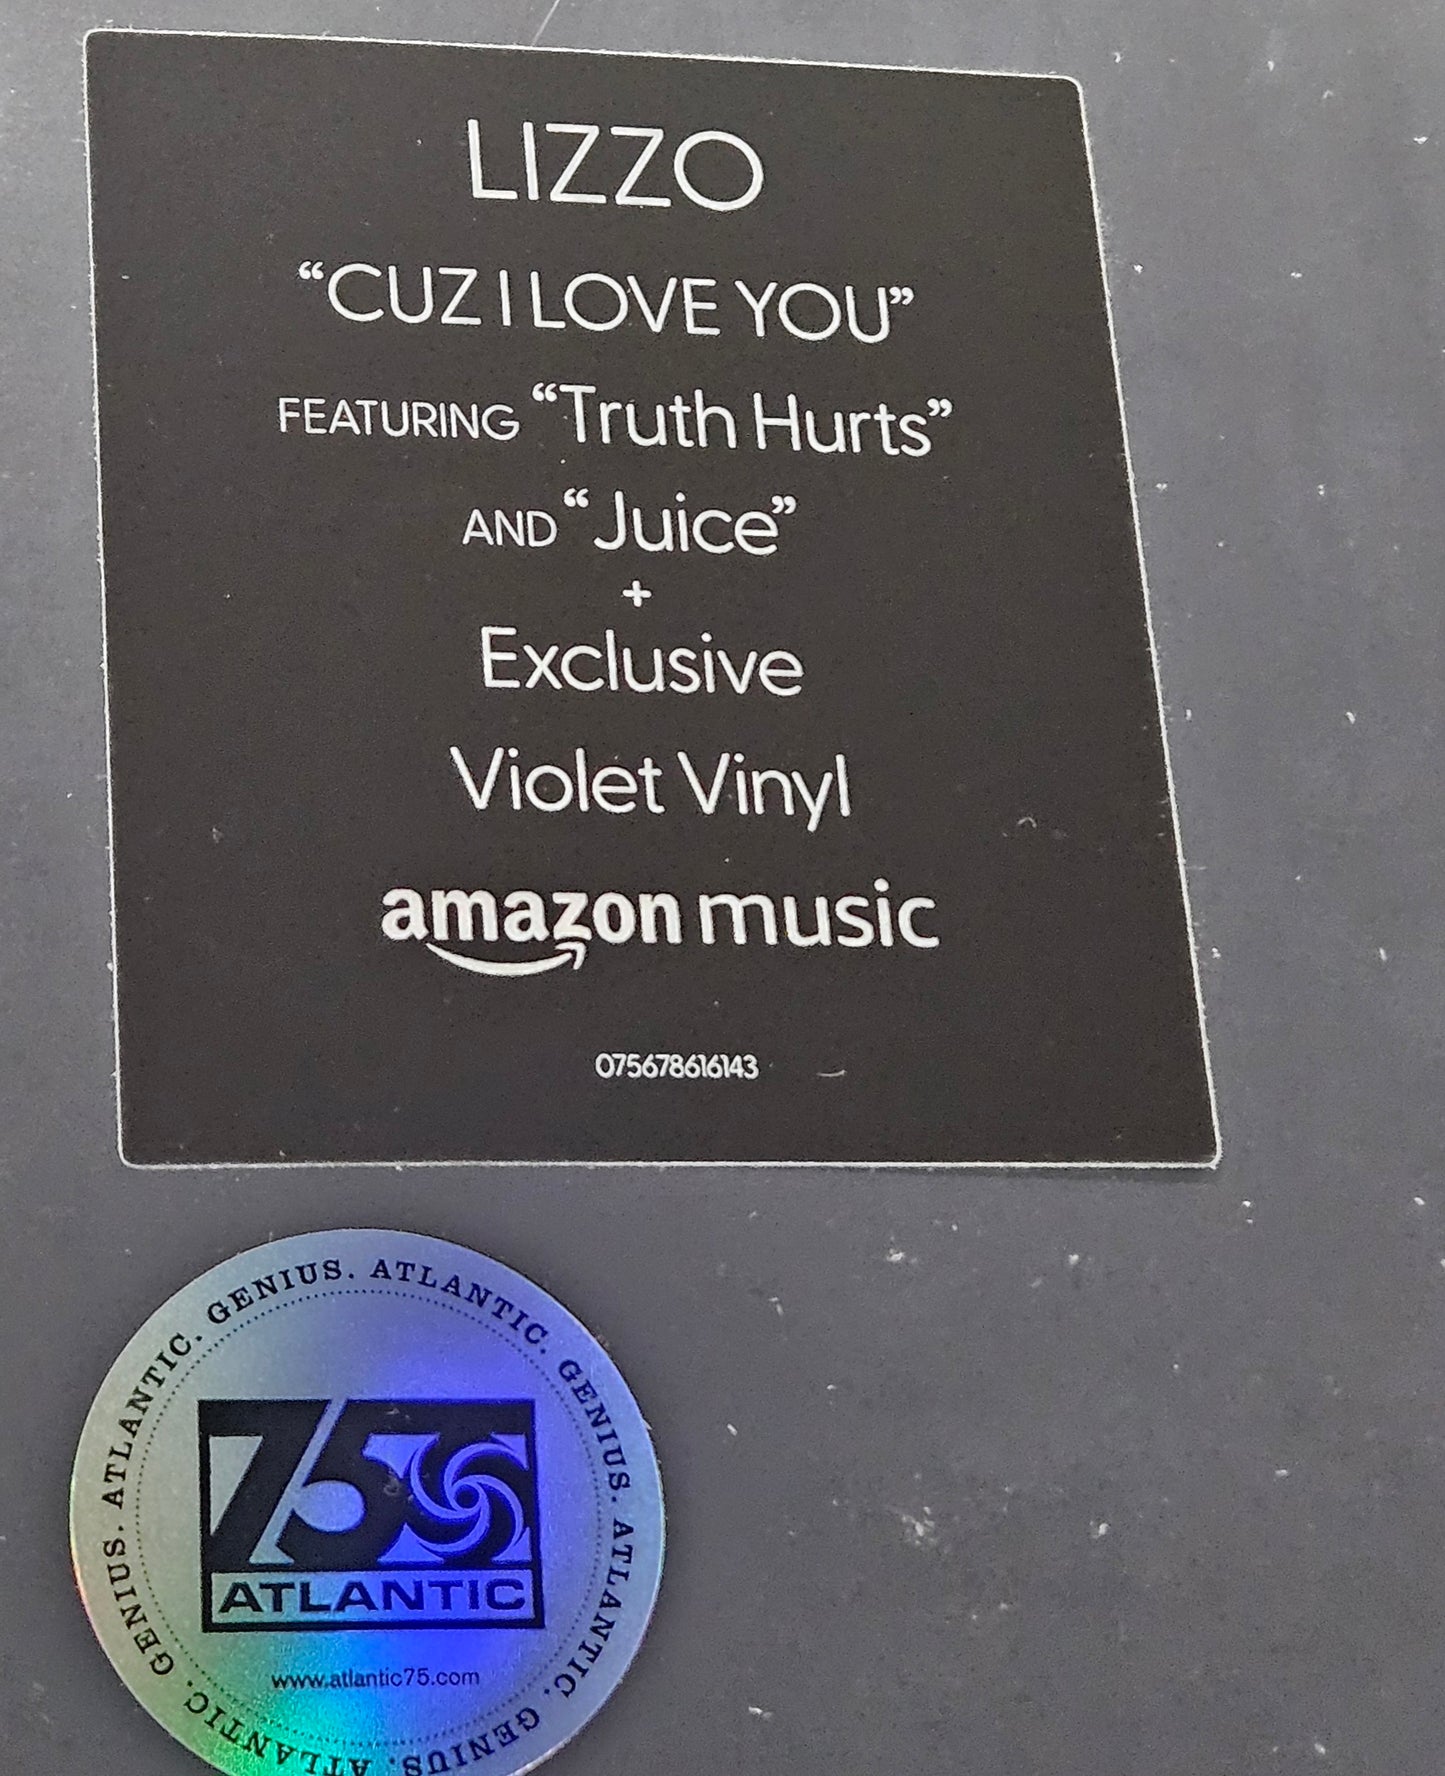 LIZZO
“CUZ I LOVE YOU”
FEATURING “Truth Hurts”
AND “Juice”
+
Exclusive
Violet Vinyl
amazon music
075678616143
GENIUS. ATLANTIC. GENIUS. ATLANTIC. GENIUS. ATLANTIC. GENIUS. ATLANTIC.
75
ATLANTIC
www.atlantic75.com